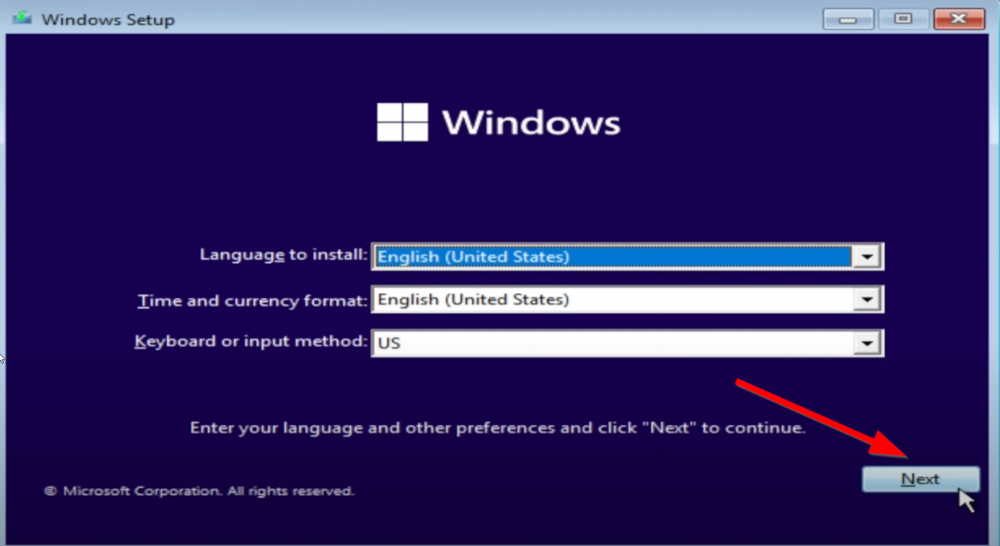 Windows Setup
Windows
Language to install: English (United States)
Time and currency format: English (United States)
Keyboard or input method: US
Enter your language and other preferences and click "Next" to continue.
Next
© Microsoft Corporation. All rights reserved.